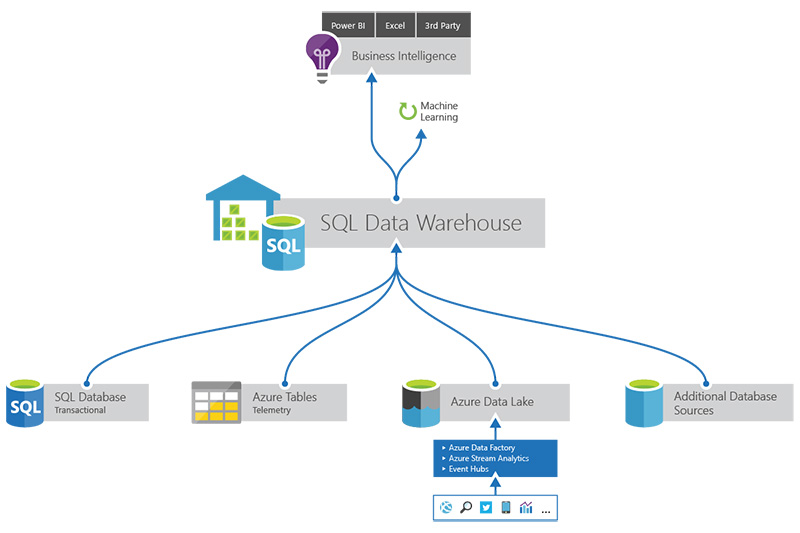 Power BI
Excel
3rd Party
Business Intelligence
Machine
Learning
SQL Data Warehouse
SQL
SQL
SQL Database
Transactional
Azure Tables
Telemetry
Azure Data Lake
Additional Database
Sources
Azure Data Factory
Azure Stream Analytics
Event Hubs
...